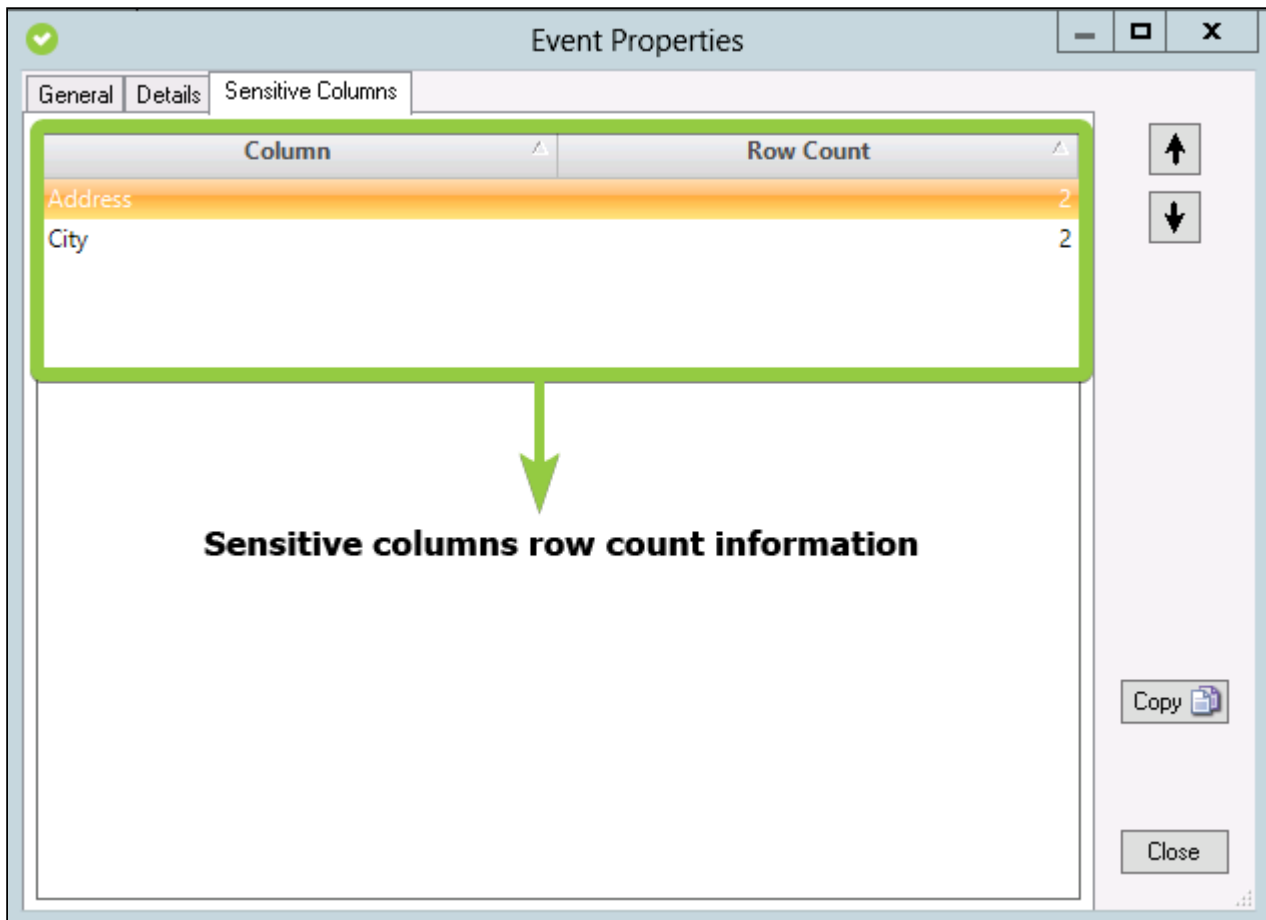 Event Properties
General Details Sensitive Columns
Column Row Count
Address 2
City 2
Sensitive columns row count information
Copy
Close